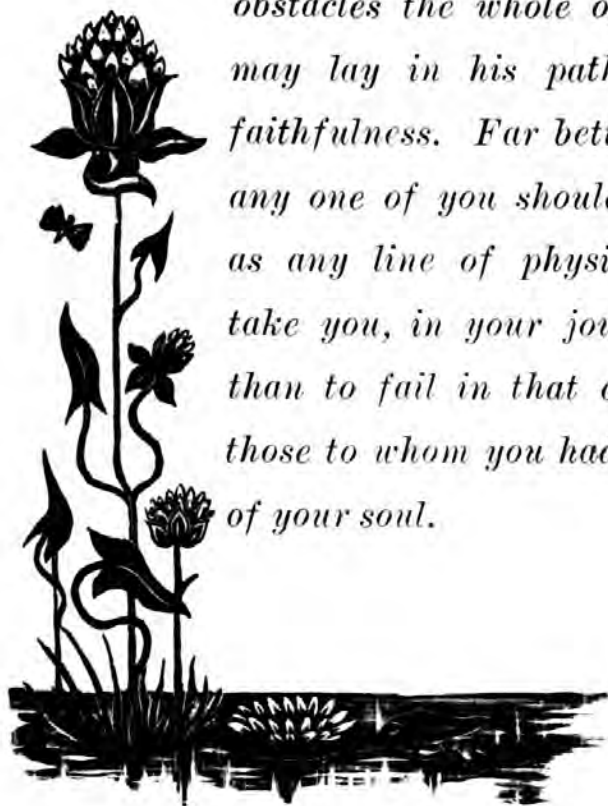 obstacles the whole o
may lay in his path
faithfulness. Far bett
any one of you should
as any line of physi
take you, in your jou
than to fail in that o
those to whom you had
of your soul.